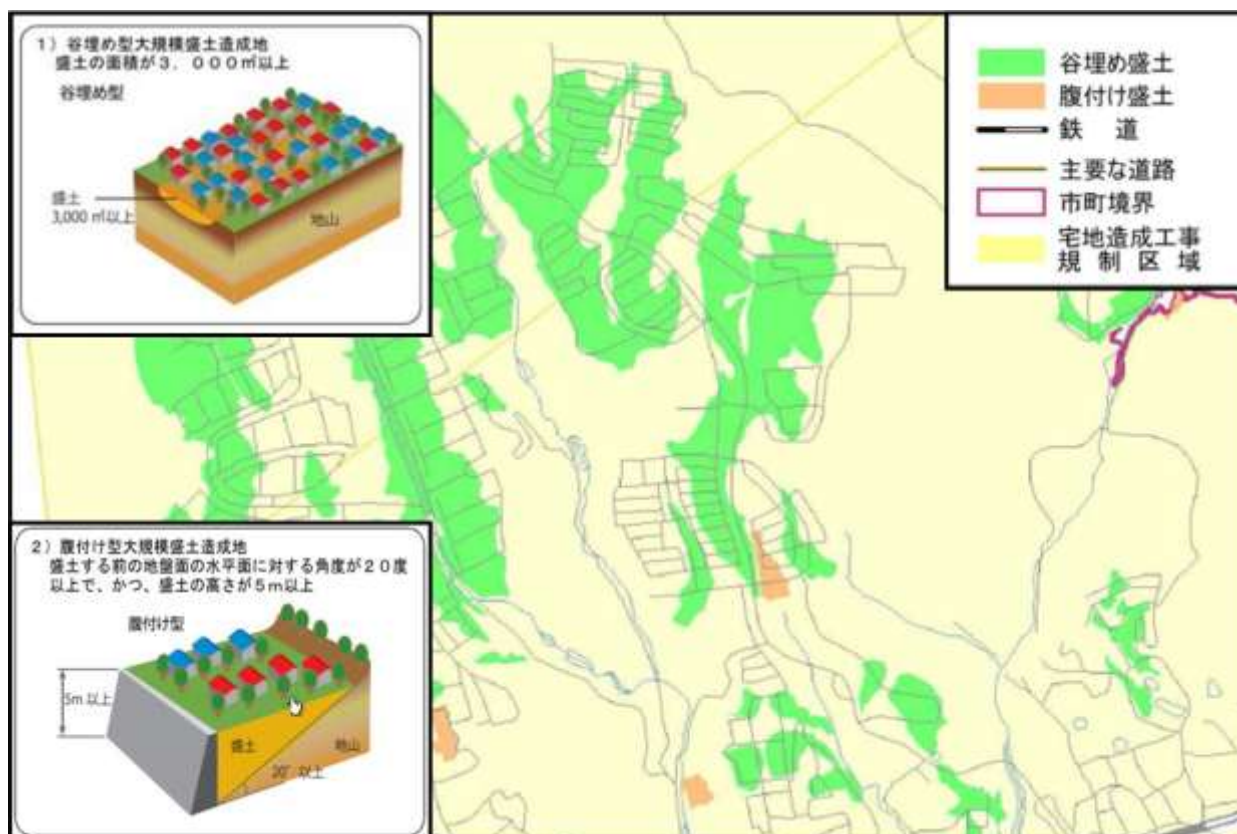 1）谷埋め型大規模盛土造成地
盛土の面積が３．０００㎡以上
谷埋め型
盛土
3,000 ㎡以上
地山
谷埋め盛土
腹付け盛土
鉄　道
主要な道路
市町境界
宅地造成工事
規制区域
2）腹付け型大規模盛土造成地
盛土する前の地盤面の水平面に対する角度が２０度
以上で、かつ、盛土の高さが５ｍ以上
腹付け型
5m 以上
盛土
地山
20°以上